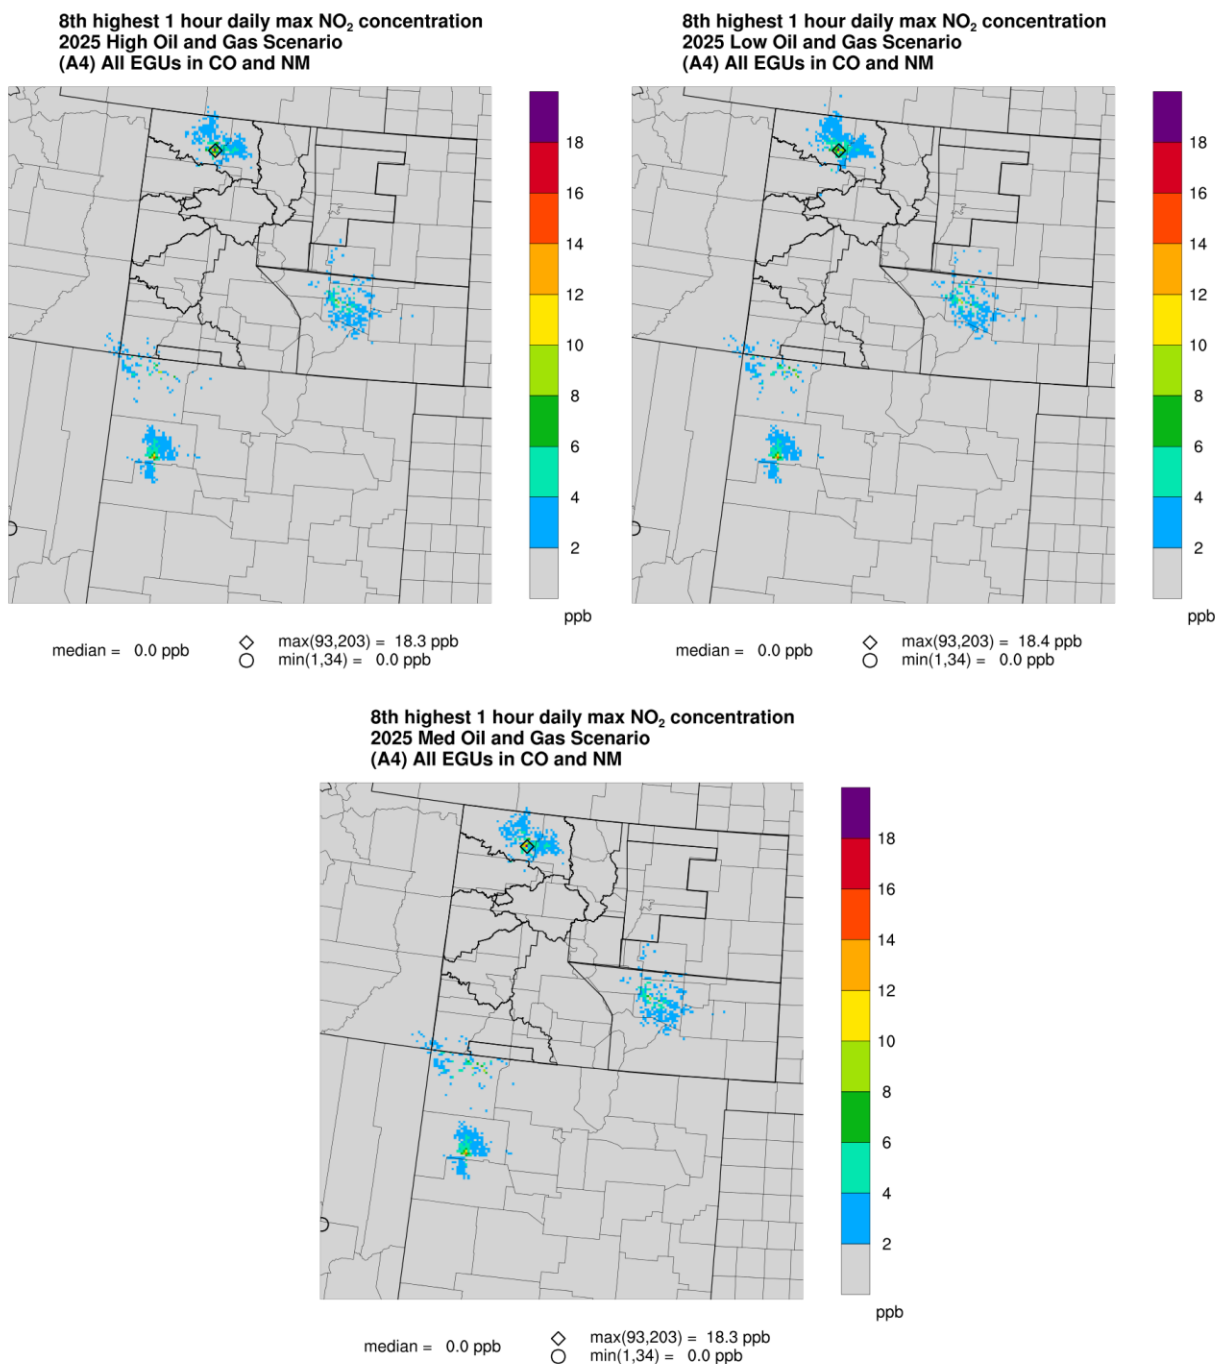 8th highest 1 hour daily max NO₂ concentration
2025 High Oil and Gas Scenario
(A4) All EGUs in CO and NM
18
16
14
12
10
8
6
4
2
ppb
median = 0.0 ppb
max(93,203) = 18.3 ppb
min(1,34) = 0.0 ppb
8th highest 1 hour daily max NO₂ concentration
2025 Low Oil and Gas Scenario
(A4) All EGUs in CO and NM
18
16
14
12
10
8
6
4
2
ppb
median = 0.0 ppb
max(93,203) = 18.4 ppb
min(1,34) = 0.0 ppb
8th highest 1 hour daily max NO₂ concentration
2025 Med Oil and Gas Scenario
(A4) All EGUs in CO and NM
18
16
14
12
10
8
6
4
2
ppb
median = 0.0 ppb
max(93,203) = 18.3 ppb
min(1,34) = 0.0 ppb